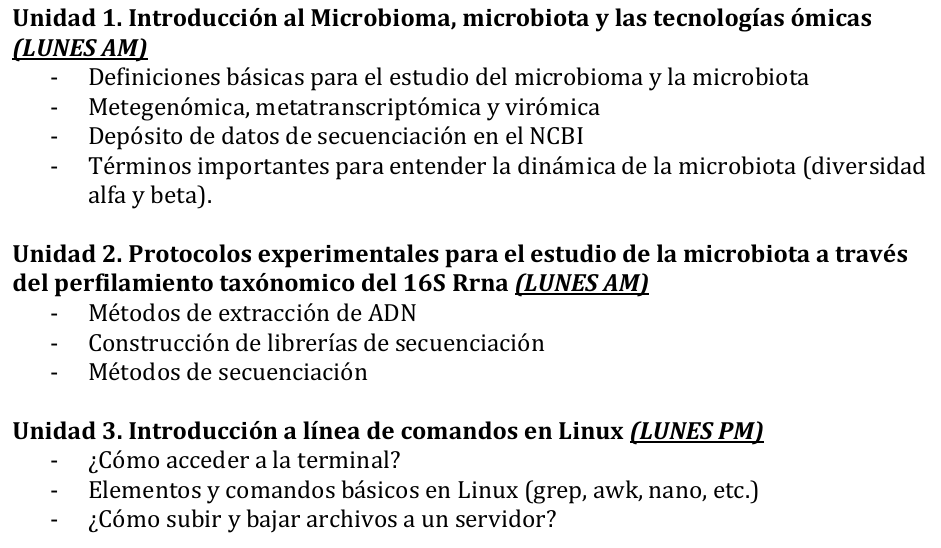 Unidad 1. Introducción al Microbioma, microbiota y las tecnologías ómicas
(LUNES AM)
- Definiciones básicas para el estudio del microbioma y la microbiota
- Metegenómica, metatranscriptómica y virómica
- Depósito de datos de secuenciación en el NCBI
- Términos importantes para entender la dinámica de la microbiota (diversidad
alfa y beta).
Unidad 2. Protocolos experimentales para el estudio de la microbiota a través
del perfilamiento taxónomico del 16S Rrna (LUNES AM)
- Métodos de extracción de ADN
- Construcción de librerías de secuenciación
- Métodos de secuenciación
Unidad 3. Introducción a línea de comandos en Linux (LUNES PM)
- ¿Cómo acceder a la terminal?
- Elementos y comandos básicos en Linux (grep, awk, nano, etc.)
- ¿Cómo subir y bajar archivos a un servidor?